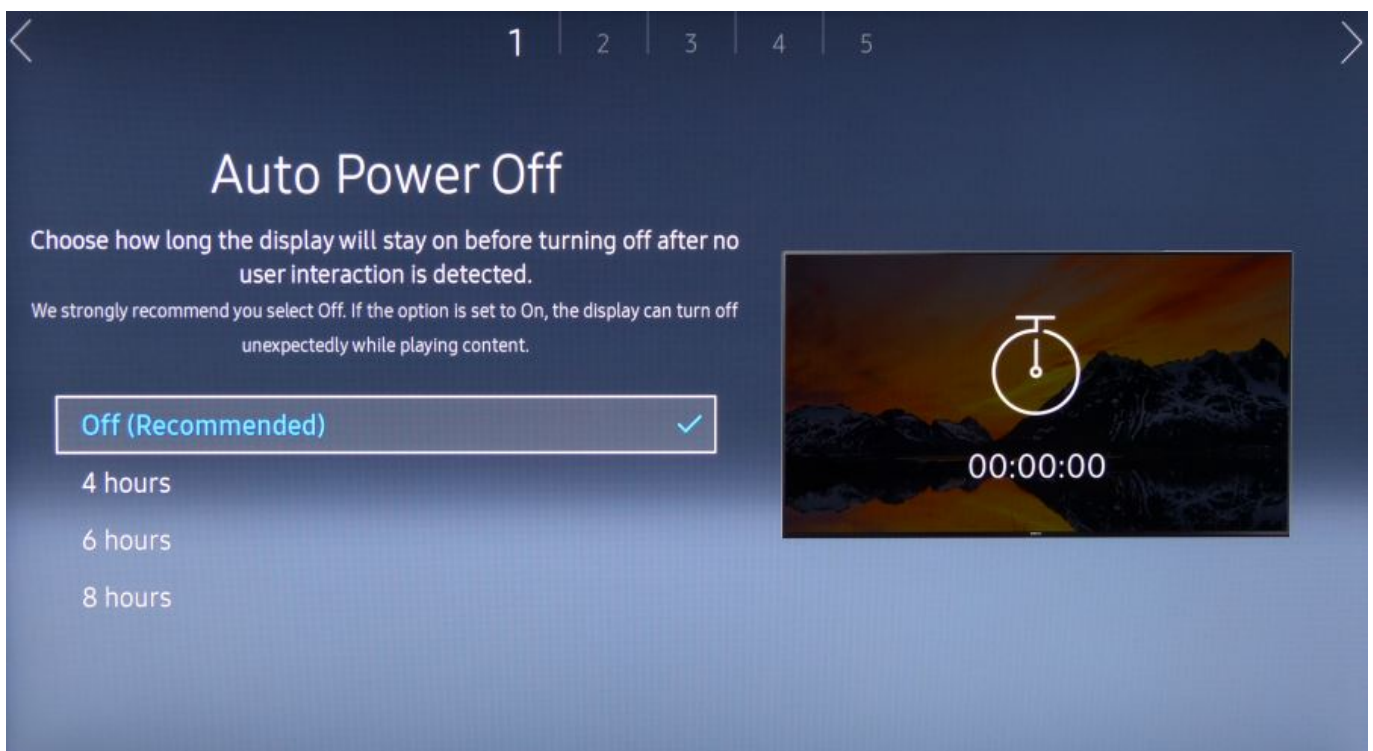 1 2 3 4 5
Auto Power Off
Choose how long the display will stay on before turning off after no
user interaction is detected.
We strongly recommend you select Off. If the option is set to On, the display can turn off
unexpectedly while playing content.
Off (Recommended)
4 hours
6 hours
8 hours
00:00:00